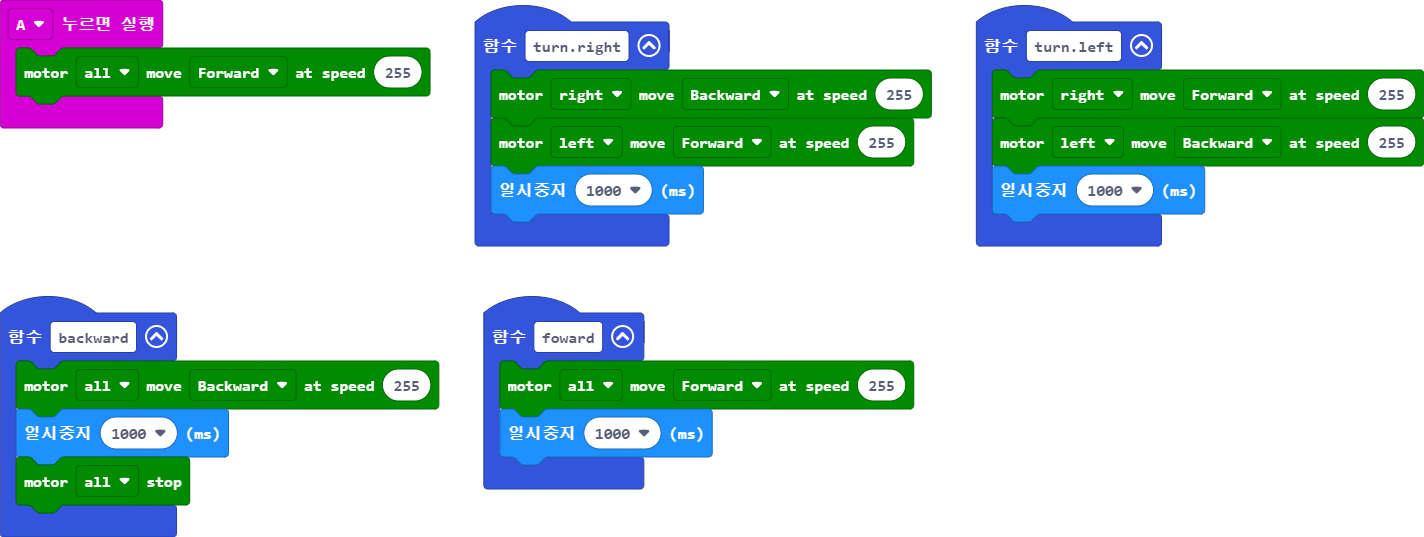 A 누르면 실행
motor all move Forward at speed 255
함수 turn.right
motor right move Backward at speed 255
motor left move Forward at speed 255
일시중지 1000 (ms)
함수 turn.left
motor right move Forward at speed 255
motor left move Backward at speed 255
일시중지 1000 (ms)
함수 backward
motor all move Backward at speed 255
일시중지 1000 (ms)
motor all stop
함수 foward
motor all move Forward at speed 255
일시중지 1000 (ms)